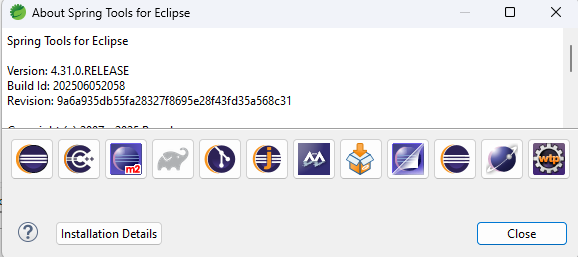 About Spring Tools for Eclipse
Spring Tools for Eclipse
Version: 4.31.0.RELEASE
Build Id: 202506052058
Revision: 9a6a935db55fa28327f8695e28f43fd35a568c31
m2
wtp
Installation Details
Close